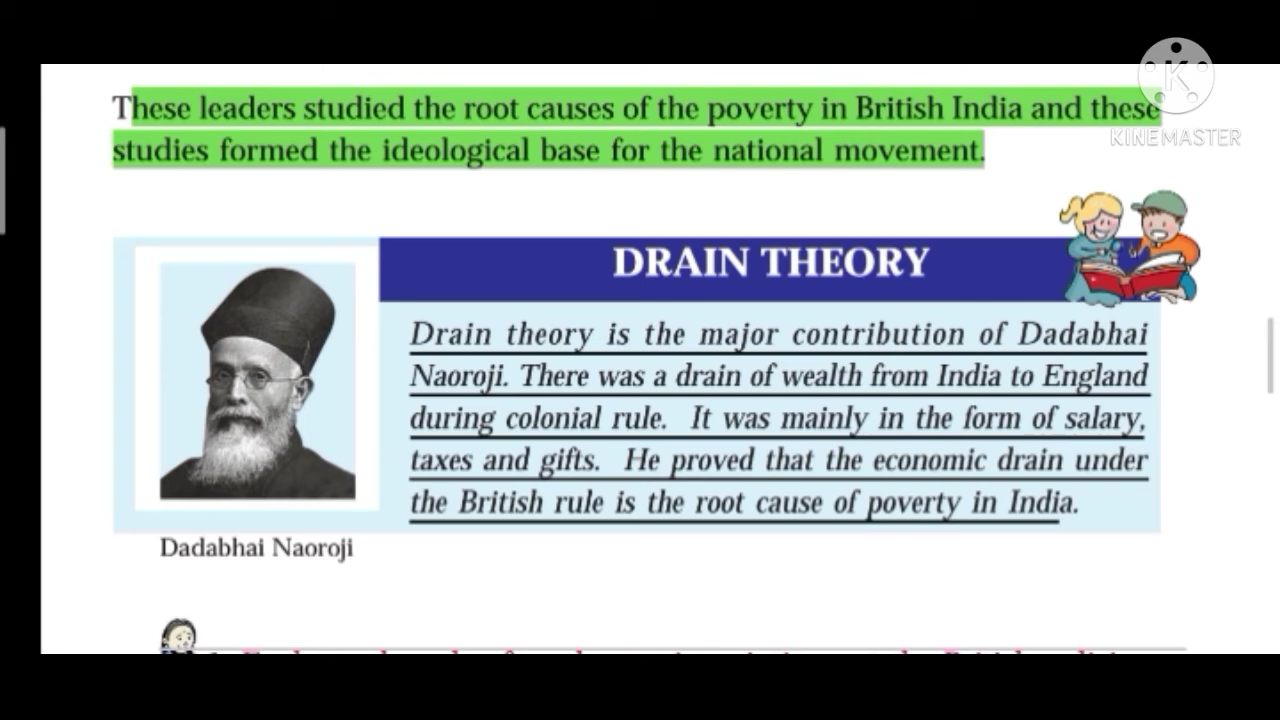 These leaders studied the root causes of the poverty in British India and these
studies formed the ideological base for the national movement.
K
KINEMASTER
DRAIN THEORY
Drain theory is the major contribution of Dadabhai
Naoroji. There was a drain of wealth from India to England
during colonial rule. It was mainly in the form of salary,
taxes and gifts. He proved that the economic drain under
the British rule is the root cause of poverty in India.
Dadabhai Naoroji